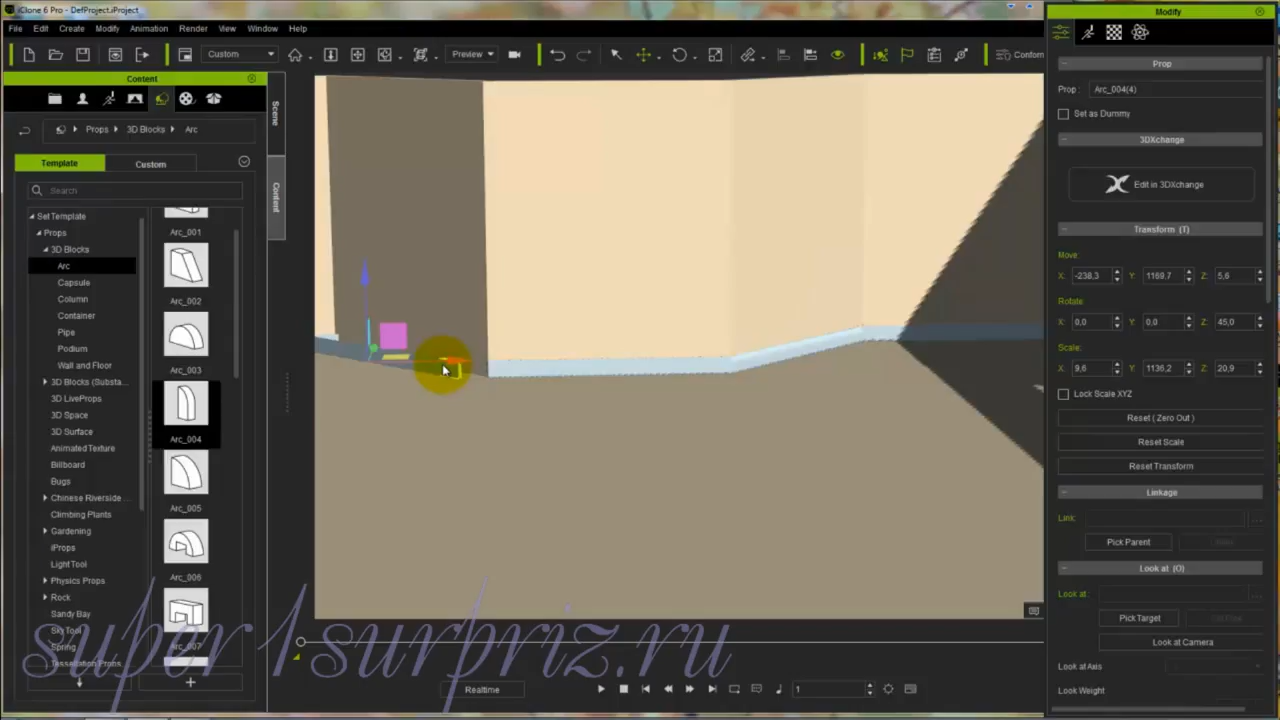 iClone 6 Pro - DefProject.iProject
File Edit Create Modify Animation Render View Window Help
Custom Preview Conform
Content
Props 3D Blocks Arc
Template Custom
Search
Set Template
Props
3D Blocks
Arc
Capsule
Column
Container
Pipe
Podium
Wall and Floor
3D Blocks (Substa...
3D LiveProps
3D Space
3D Surface
Animated Texture
Billboard
Bugs
Chinese Riverside ...
Climbing Plants
Gardening
iProps
Light Tool
Physics Props
Rock
Sandy Bay
SkyTool
Spring
Tessellation Props
Arc_001
Arc_002
Arc_003
Arc_004
Arc_005
Arc_006
Arc_007
Scene
Content
Realtime
1
Modify
Prop
Prop : Arc_004(4)
Set as Dummy
3DXchange
Edit in 3DXchange
Transform (T)
Move:
X: -238,3 Y: 1169,7 Z: 5,6
Rotate:
X: 0,0 Y: 0,0 Z: 45,0
Scale:
X: 9,6 Y: 1136,2 Z: 20,9
Lock Scale XYZ
Reset ( Zero Out )
Reset Scale
Reset Transform
Linkage
Link:
Pick Parent
Look at (O)
Look at:
Pick Target
Look at Camera
Look at Axis
Look Weight
super1surpriz.ru